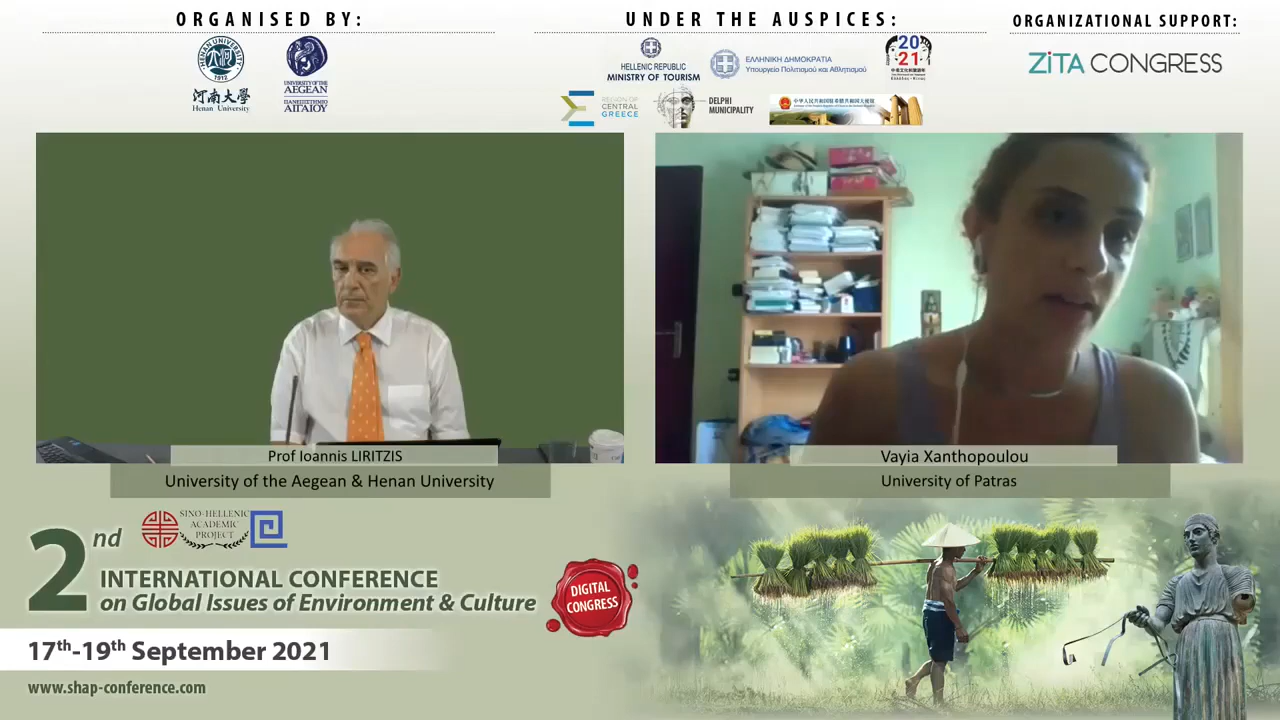 ORGANISED BY:
UNDER THE AUSPICES:
ORGANIZATIONAL SUPPORT:
HENAN UNIVERSITY
1912
河南大學
Henan University
UNIVERSITY OF THE
AEGEAN
ΠΑΝΕΠΙΣΤΗΜΙΟ
ΑΙΓΑΙΟΥ
HELLENIC REPUBLIC
MINISTRY OF TOURISM
ΕΛΛΗΝΙΚΗ ΔΗΜΟΚΡΑΤΙΑ
Υπουργείο Πολιτισμού και Αθλητισμού
20
21
ZiTA CONGRESS
REGION OF
CENTRAL
GREECE
DELPHI
MUNICIPALITY
Prof Ioannis LIRITZIS
University of the Aegean & Henan University
Vayia Xanthopoulou
University of Patras
SINO-HELLENIC
ACADEMIC
PROJECT
2nd
INTERNATIONAL CONFERENCE
on Global Issues of Environment & Culture
DIGITAL
CONGRESS
17th-19th September 2021
www.shap-conference.com